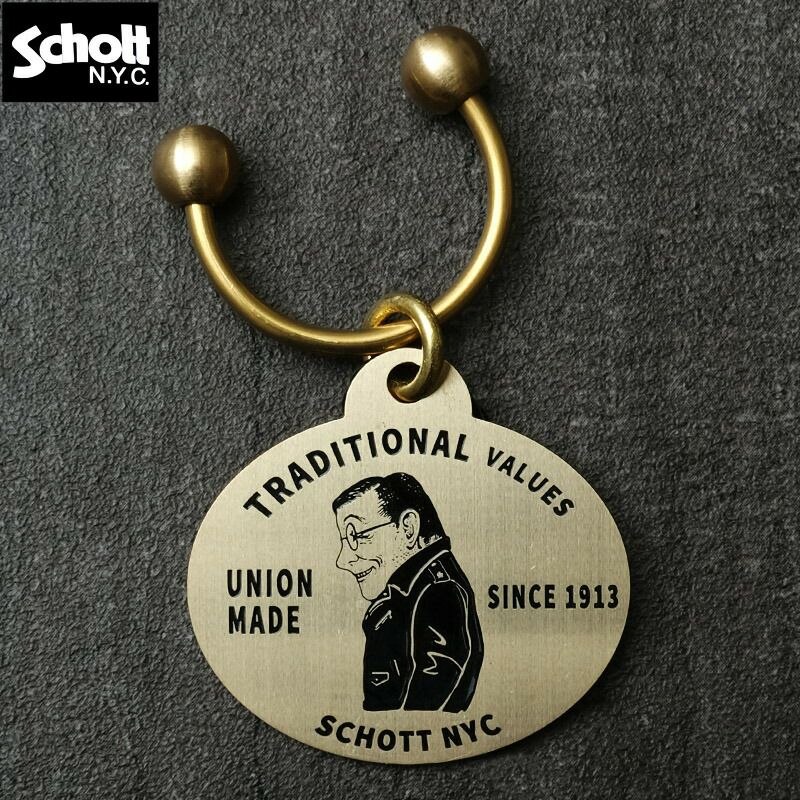 Schott
N.Y.C.
TRADITIONAL VALUES
UNION
MADE
SINCE 1913
SCHOTT NYC